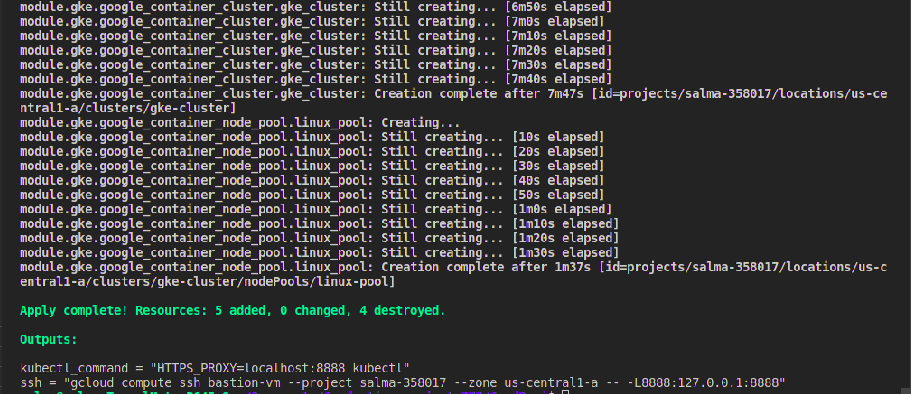 module.gke.google_container_cluster.gke_cluster: Still creating... [6m50s elapsed]
module.gke.google_container_cluster.gke_cluster: Still creating... [7m0s elapsed]
module.gke.google_container_cluster.gke_cluster: Still creating... [7m10s elapsed]
module.gke.google_container_cluster.gke_cluster: Still creating... [7m20s elapsed]
module.gke.google_container_cluster.gke_cluster: Still creating... [7m30s elapsed]
module.gke.google_container_cluster.gke_cluster: Still creating... [7m40s elapsed]
module.gke.google_container_cluster.gke_cluster: Creation complete after 7m47s [id=projects/salma-358017/locations/us-ce
ntral1-a/clusters/gke-cluster]
module.gke.google_container_node_pool.linux_pool: Creating...
module.gke.google_container_node_pool.linux_pool: Still creating... [10s elapsed]
module.gke.google_container_node_pool.linux_pool: Still creating... [20s elapsed]
module.gke.google_container_node_pool.linux_pool: Still creating... [30s elapsed]
module.gke.google_container_node_pool.linux_pool: Still creating... [40s elapsed]
module.gke.google_container_node_pool.linux_pool: Still creating... [50s elapsed]
module.gke.google_container_node_pool.linux_pool: Still creating... [1m0s elapsed]
module.gke.google_container_node_pool.linux_pool: Still creating... [1m10s elapsed]
module.gke.google_container_node_pool.linux_pool: Still creating... [1m20s elapsed]
module.gke.google_container_node_pool.linux_pool: Still creating... [1m30s elapsed]
module.gke.google_container_node_pool.linux_pool: Creation complete after 1m37s [id=projects/salma-358017/locations/us-c
entral1-a/clusters/gke-cluster/nodePools/linux-pool]
Apply complete! Resources: 5 added, 0 changed, 4 destroyed.
Outputs:
kubectl_command = "HTTPS_PROXY=localhost:8888 kubectl"
ssh = "gcloud compute ssh bastion-vm --project salma-358017 --zone us-central1-a -- -L8888:127.0.0.1:8888"